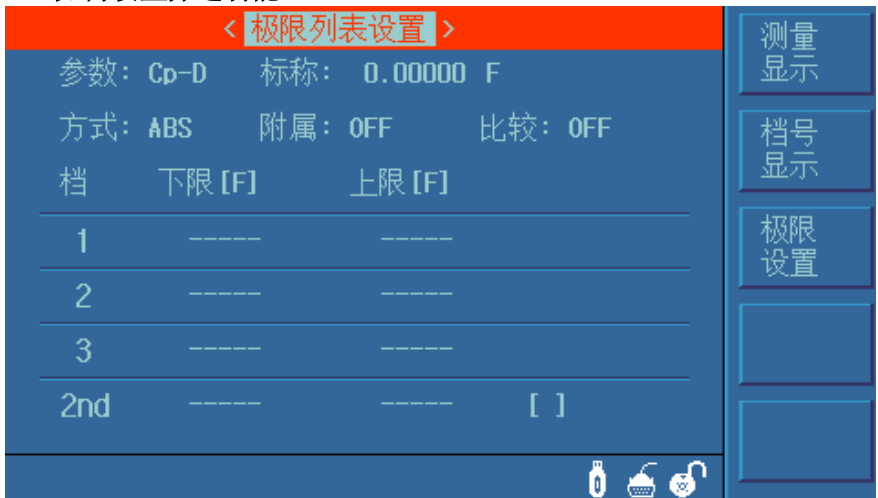 < 极限列表设置 >
参数: Cp-D 标称: 0.00000 F
方式: ABS 附属: OFF 比较: OFF
档 下限[F] 上限[F]
1 ----- -----
2 ----- -----
3 ----- -----
2nd ----- ----- [ ]
测量
显示
档号
显示
极限
设置